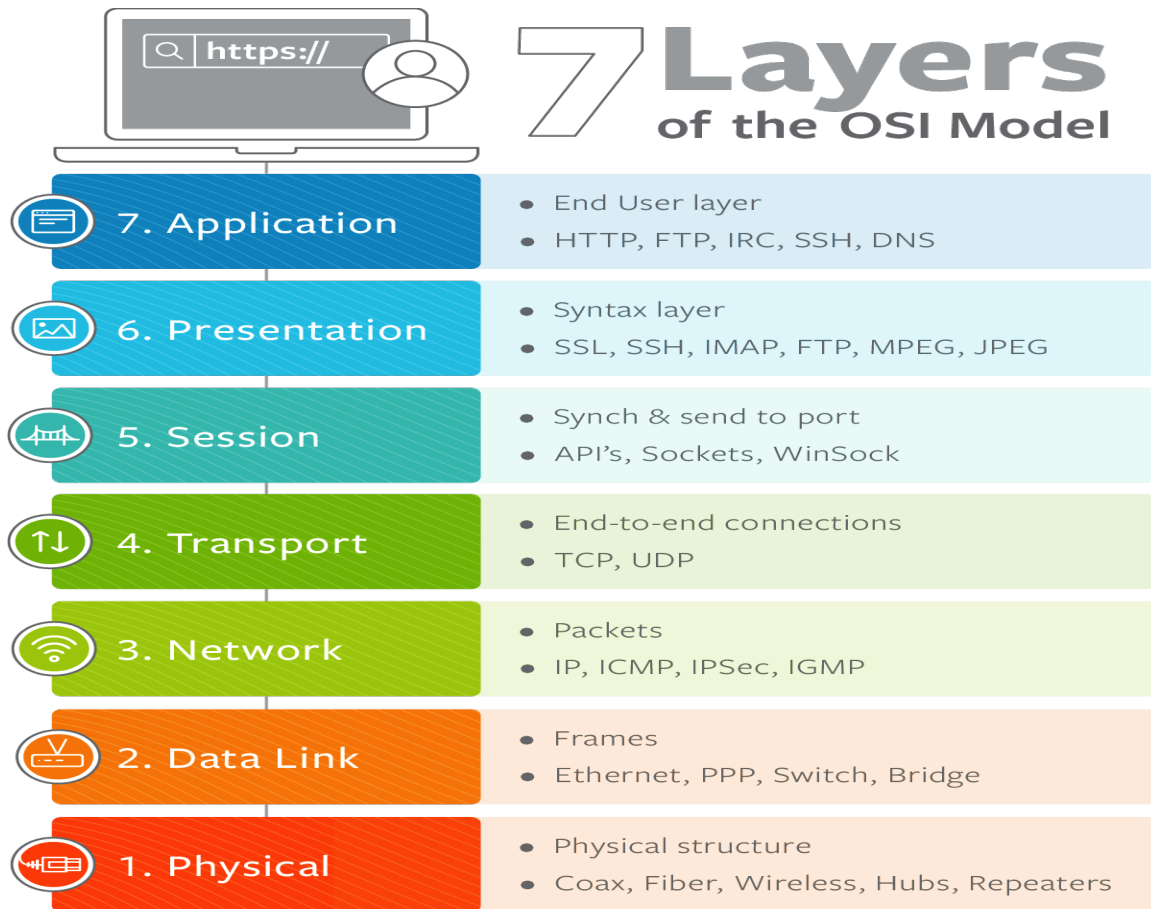 https://
7 Layers
of the OSI Model
7. Application
• End User layer
• HTTP, FTP, IRC, SSH, DNS
6. Presentation
• Syntax layer
• SSL, SSH, IMAP, FTP, MPEG, JPEG
5. Session
• Synch & send to port
• API's, Sockets, WinSock
4. Transport
• End-to-end connections
• TCP, UDP
3. Network
• Packets
• IP, ICMP, IPSec, IGMP
2. Data Link
• Frames
• Ethernet, PPP, Switch, Bridge
1. Physical
• Physical structure
• Coax, Fiber, Wireless, Hubs, Repeaters